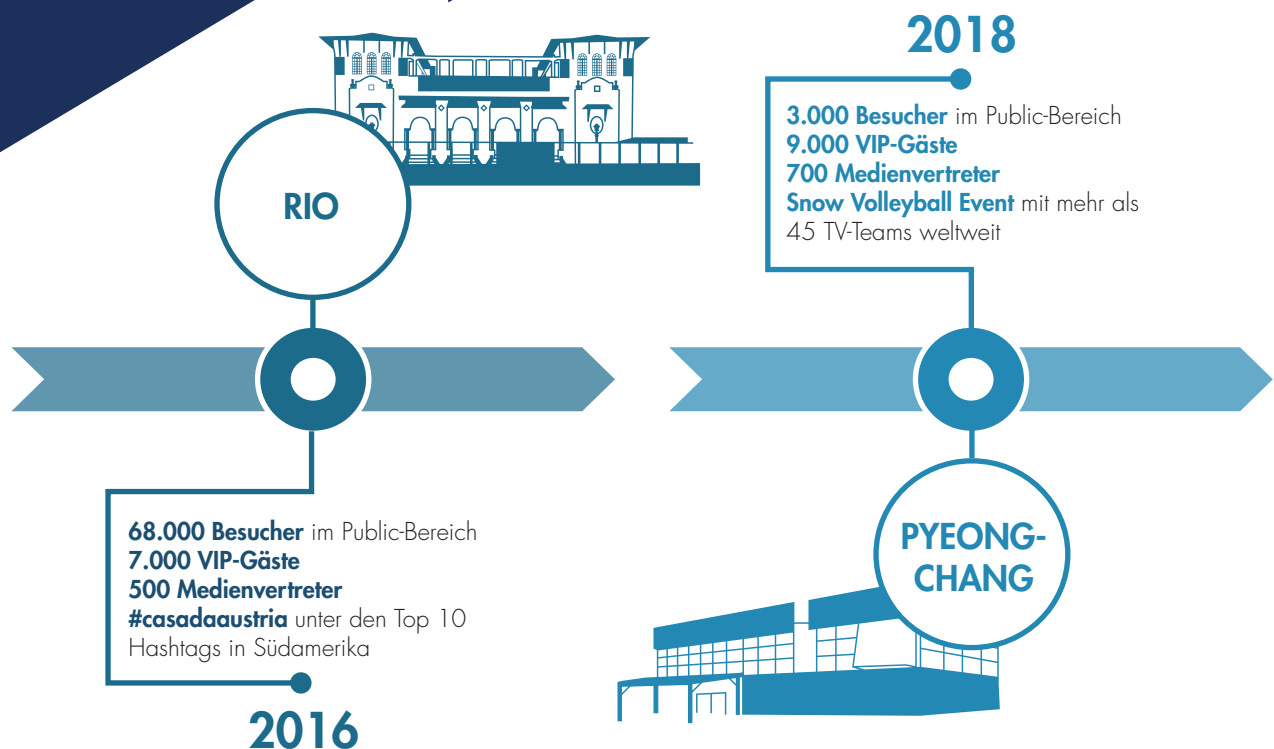 RIO
68.000 Besucher im Public-Bereich
7.000 VIP-Gäste
500 Medienvertreter
#casadaaustria unter den Top 10
Hashtags in Südamerika
2016
2018
3.000 Besucher im Public-Bereich
9.000 VIP-Gäste
700 Medienvertreter
Snow Volleyball Event mit mehr als
45 TV-Teams weltweit
PYEONG-
CHANG